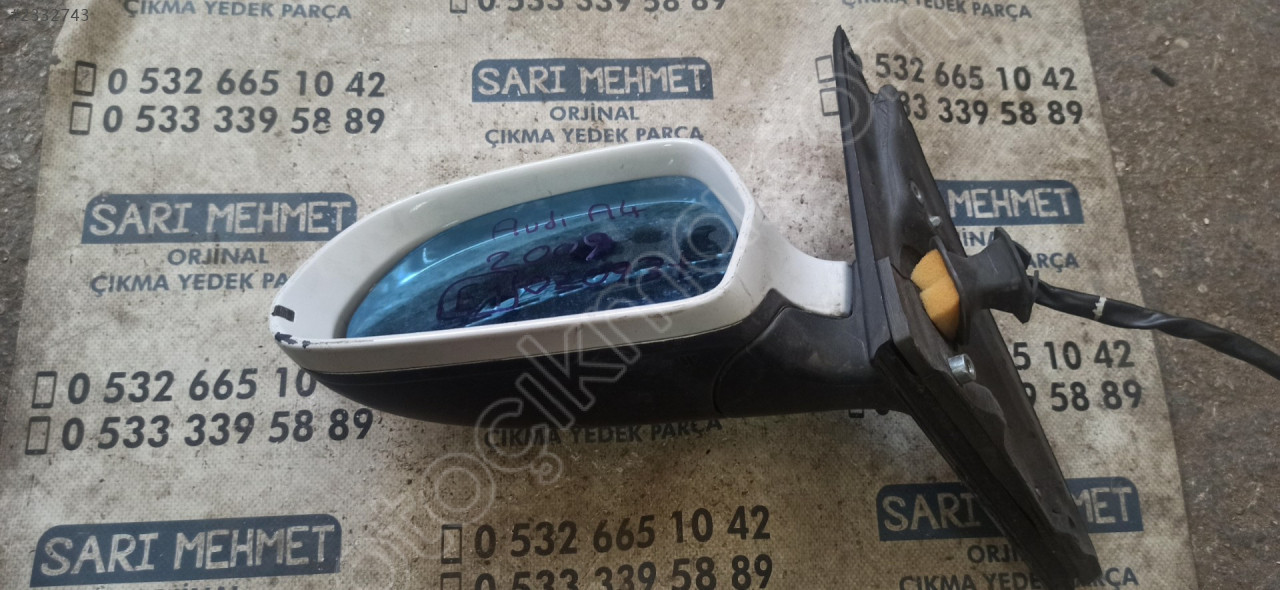 2132743
ÇIKMA YEDEK PARÇA
0 533 339 58 89
ÇIKMA YEDEK PARÇA
0 532 665 10 42
0 533 339 58 89
SARI MEHMET
ORJİNAL
ÇIKMA YEDEK PARÇA
532 665 10 42
339 58 89
SARI MEHMET
ORJİNAL
ÇIKMA YEDEK PARÇA
Audi A4
2009
MEHMET
PARÇA
0 532 665 10
0 533 339 58 89
ÇIKMA YEDEK PARÇA
5 10 42
9 58 89
SARI MEHMET
0 532 665 10 42
0 533 339 58 89
SARI
ÇIKMA YEDEK PARÇA
otoçıkma